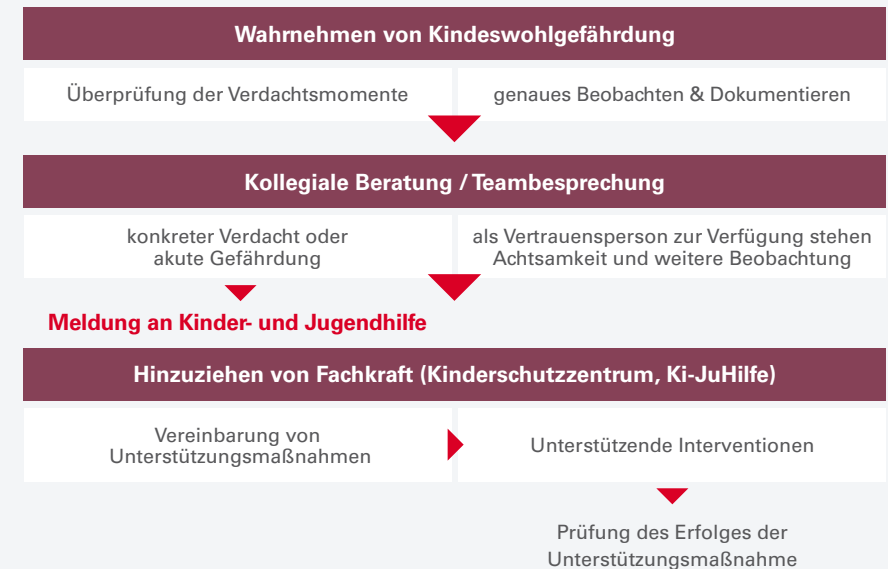 Wahrnehmen von Kindeswohlgefährdung
Überprüfung der Verdachtsmomente
genaues Beobachten & Dokumentieren
Kollegiale Beratung / Teambesprechung
konkreter Verdacht oder
akute Gefährdung
als Vertrauensperson zur Verfügung stehen
Achtsamkeit und weitere Beobachtung
Meldung an Kinder- und Jugendhilfe
Hinzuziehen von Fachkraft (Kinderschutzzentrum, Ki-JuHilfe)
Vereinbarung von
Unterstützungsmaßnahmen
Unterstützende Interventionen
Prüfung des Erfolges der
Unterstützungsmaßnahme